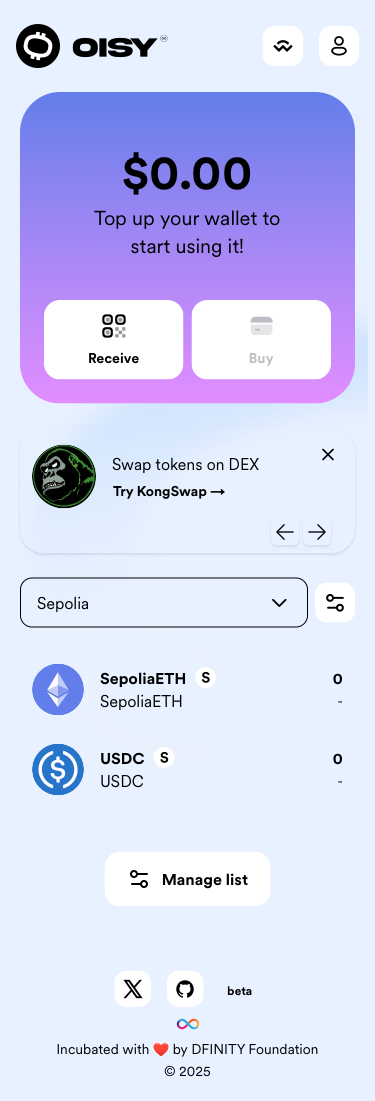 OISY
$0.00
Top up your wallet to
start using it!
Receive
Buy
Swap tokens on DEX
Try KongSwap →
Sepolia
SepoliaETH S
0
SepoliaETH
-
USDC S
0
USDC
-
Manage list
beta
Incubated with ❤️ by DFINITY Foundation
© 2025